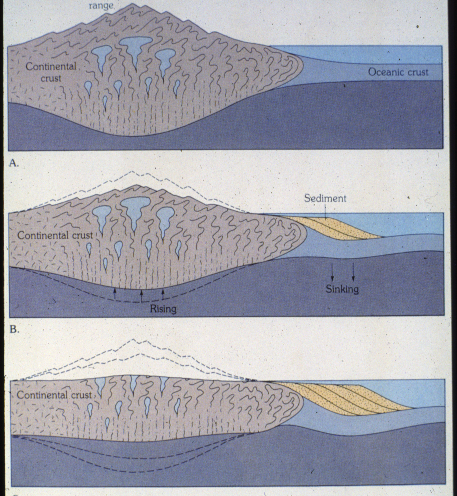 range
Continental
crust
Oceanic crust
A.
Sediment
Continental crust
Sinking
Rising
B.
Continental crust